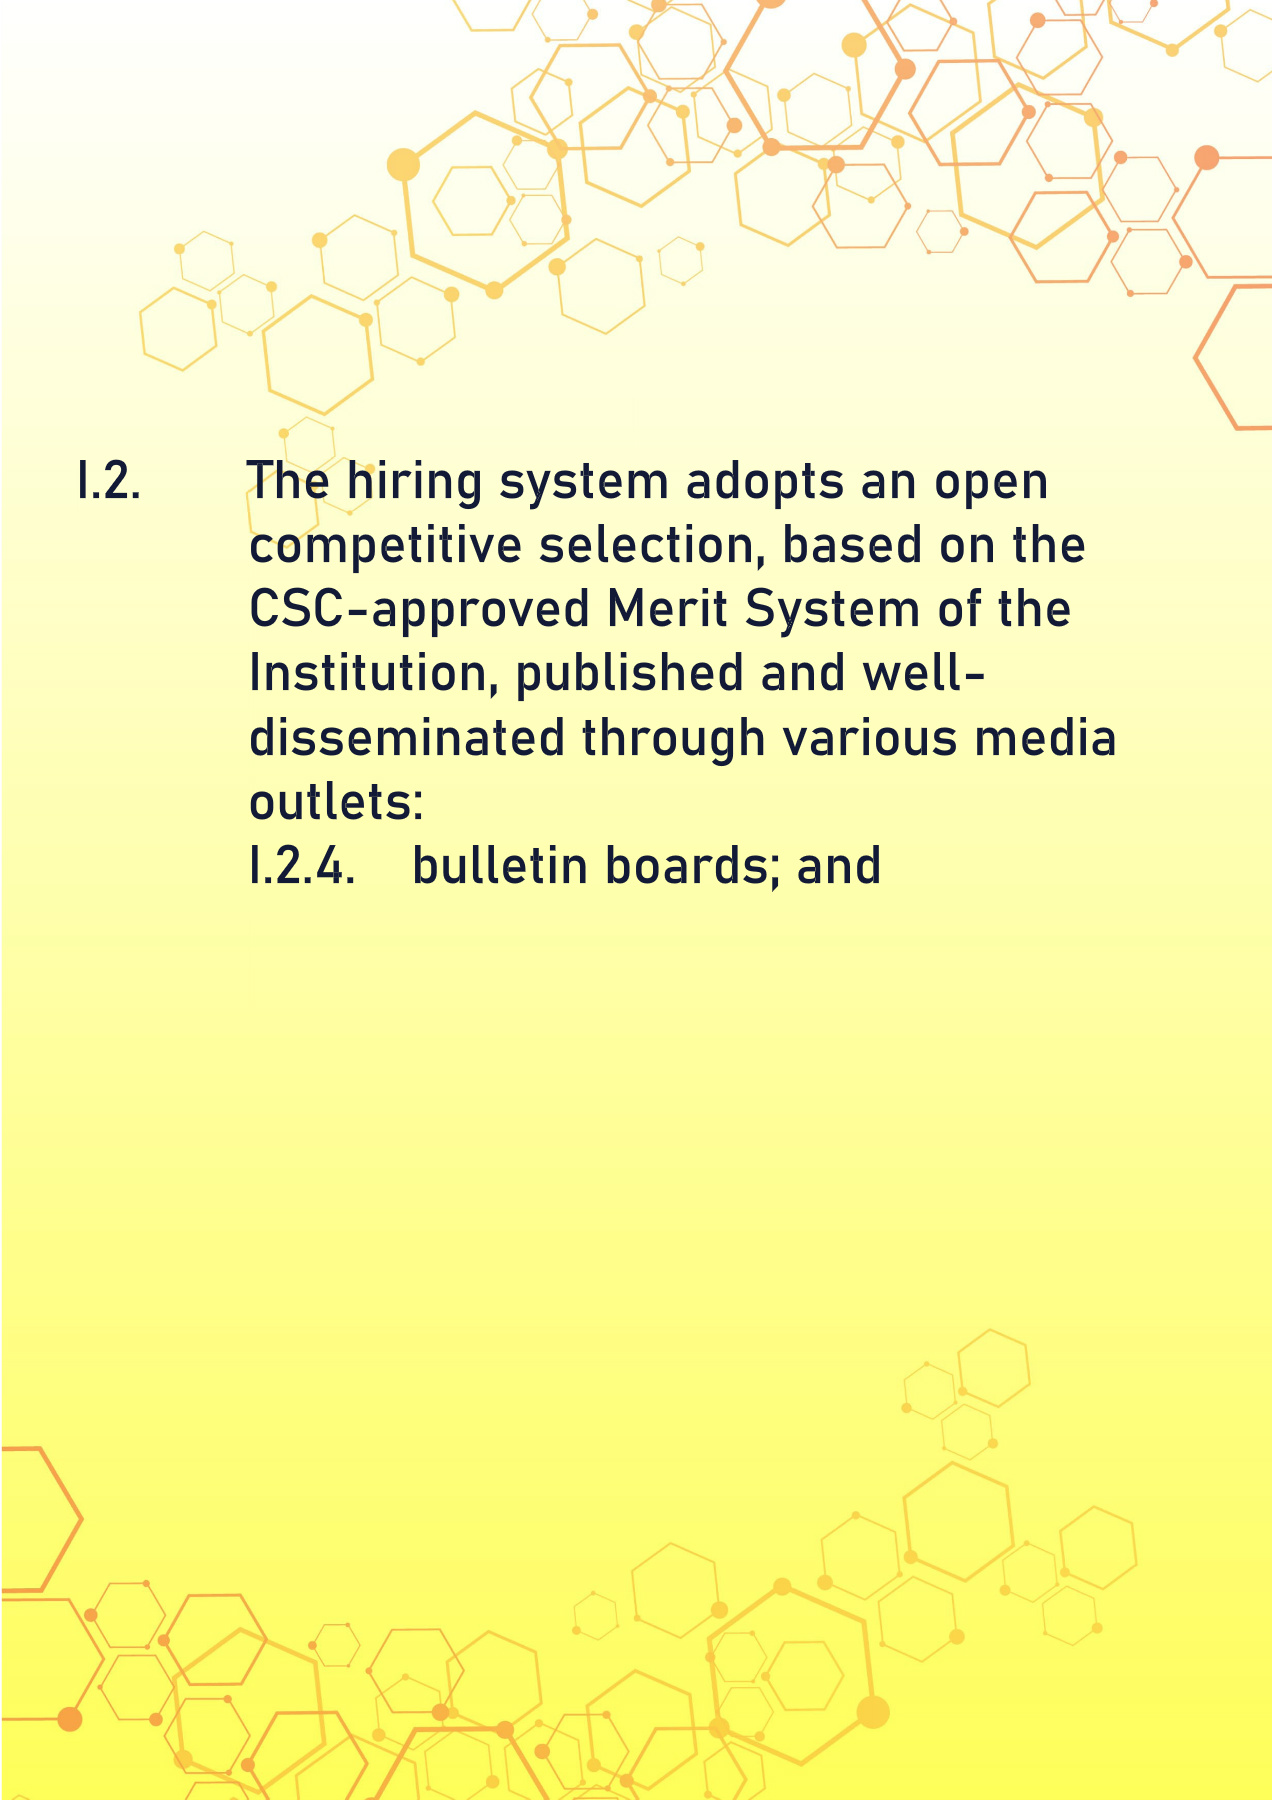 I.2. The hiring system adopts an open
competitive selection, based on the
CSC-approved Merit System of the
Institution, published and well-
disseminated through various media
outlets:
I.2.4. bulletin boards; and